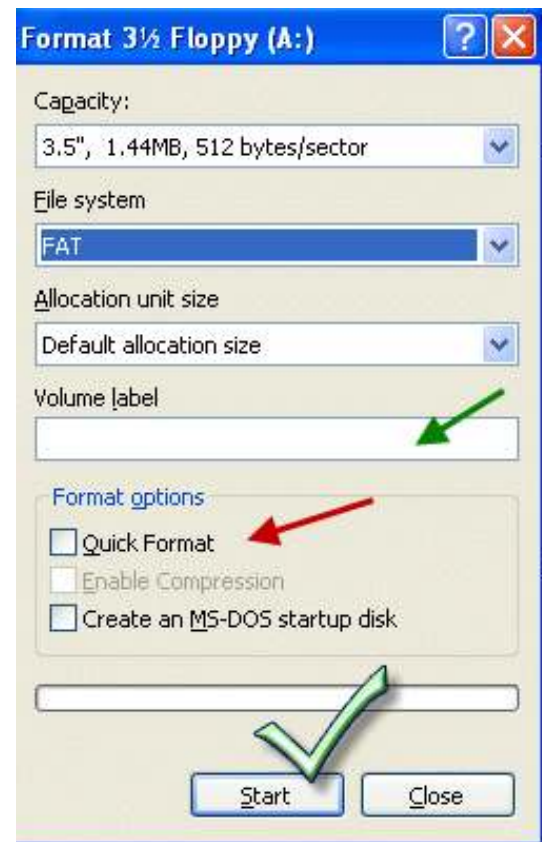 Format 3½ Floppy (A:)
Capacity:
3.5", 1.44MB, 512 bytes/sector
File system
FAT
Allocation unit size
Default allocation size
Volume label
Format options
Quick Format
Enable Compression
Create an MS-DOS startup disk
Start Close